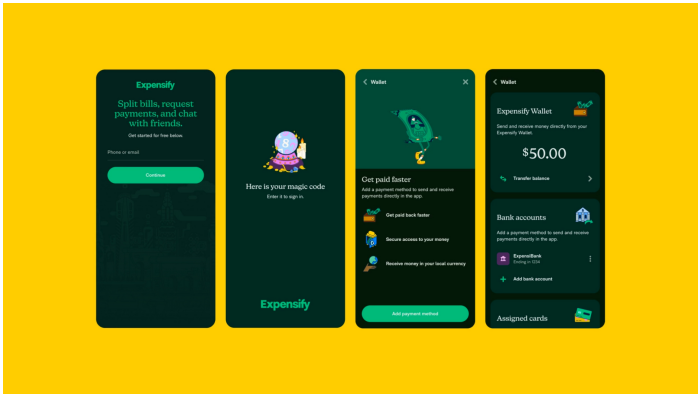 Expensify
Split bills, request
payments, and chat
with friends.
Get started for free below.
Phone or email
Continue
8
Here is your magic code
Enter it to sign in.
Expensify
Wallet
Get paid faster
Add a payment method to send and receive
payments directly in the app.
Get paid back faster
Secure access to your money
Receive money in your local currency
Add payment method
Wallet
Expensify Wallet
Send and receive money directly from your
Expensify Wallet.
$50.00
Transfer balance
Bank accounts
Add a payment method to send and receive
payments directly in the app.
ExpensiBank
Add bank account
Assigned cards